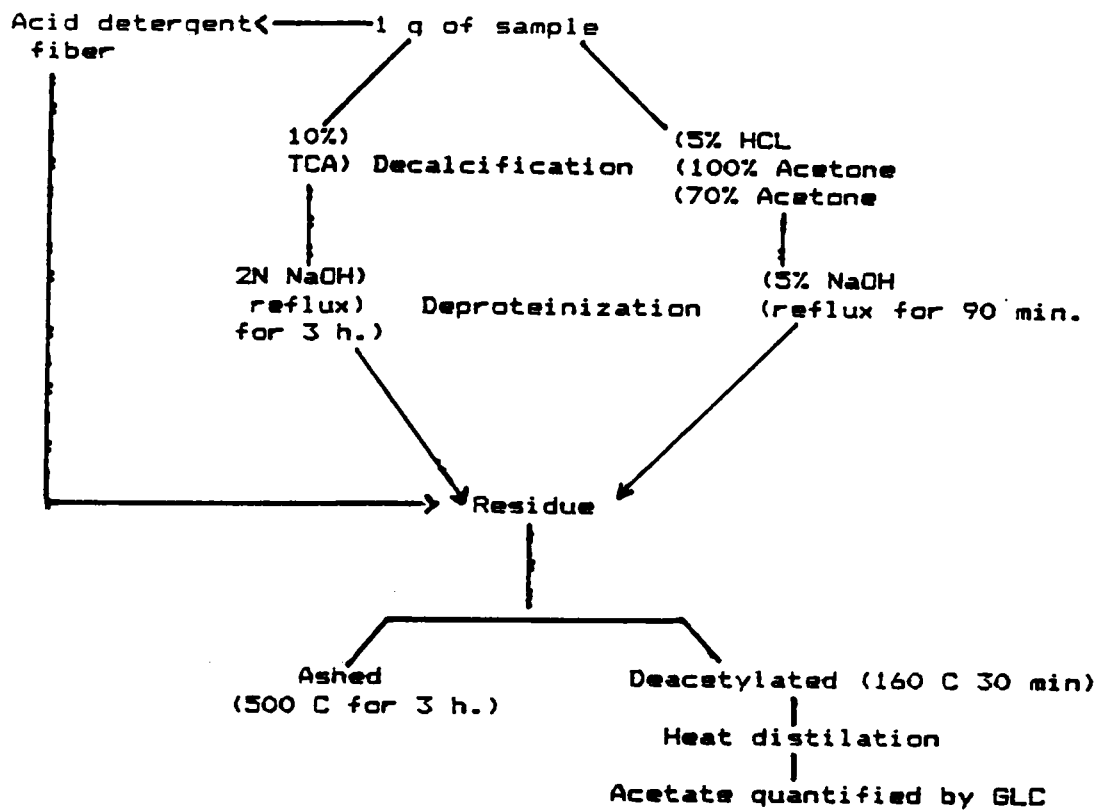 Acid detergent 1 g of sample
fiber
10%) (5% HCL
TCA) Decalcification (100% Acetone
(70% Acetone
2N NaOH) (5% NaOH
reflux) Deproteinization (reflux for 90 min.
for 3 h.)
Residue
Ashed Deacetylated (160 C 30 min)
(500 C for 3 h.)
Heat distilation
Acetate quantified by GLC